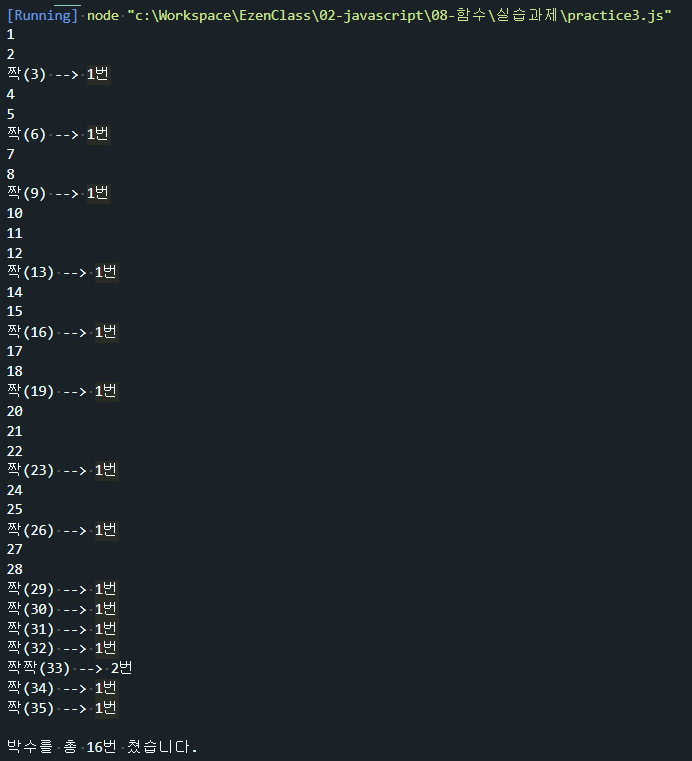 [Running] node "c:\Workspace\EzenClass\02-javascript\08-함수\실습과제\practice3.js"
1
2
짝(3) --> 1번
4
5
짝(6) --> 1번
7
8
짝(9) --> 1번
10
11
12
짝(13) --> 1번
14
15
짝(16) --> 1번
17
18
짝(19) --> 1번
20
21
22
짝(23) --> 1번
24
25
짝(26) --> 1번
27
28
짝(29) --> 1번
짝(30) --> 1번
짝(31) --> 1번
짝(32) --> 1번
짝짝(33) --> 2번
짝(34) --> 1번
짝(35) --> 1번
박수를 총 16번 쳤습니다.